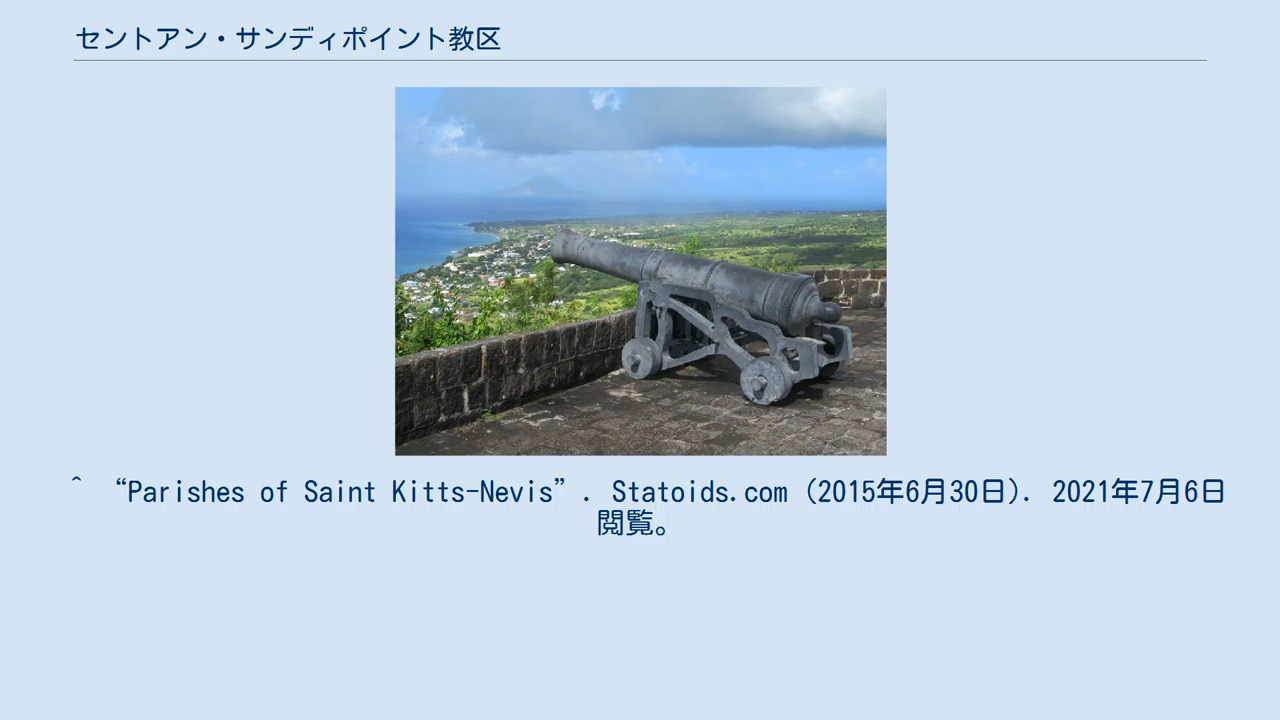 セントアン・サンディポイント教区
^ “Parishes of Saint Kitts-Nevis”. Statoids.com (2015年6月30日). 2021年7月6日
閲覧。